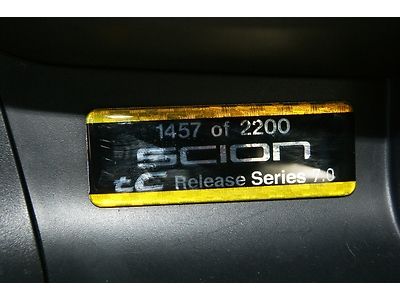 1457 of 2200
SCION
tC Release Series 7.0